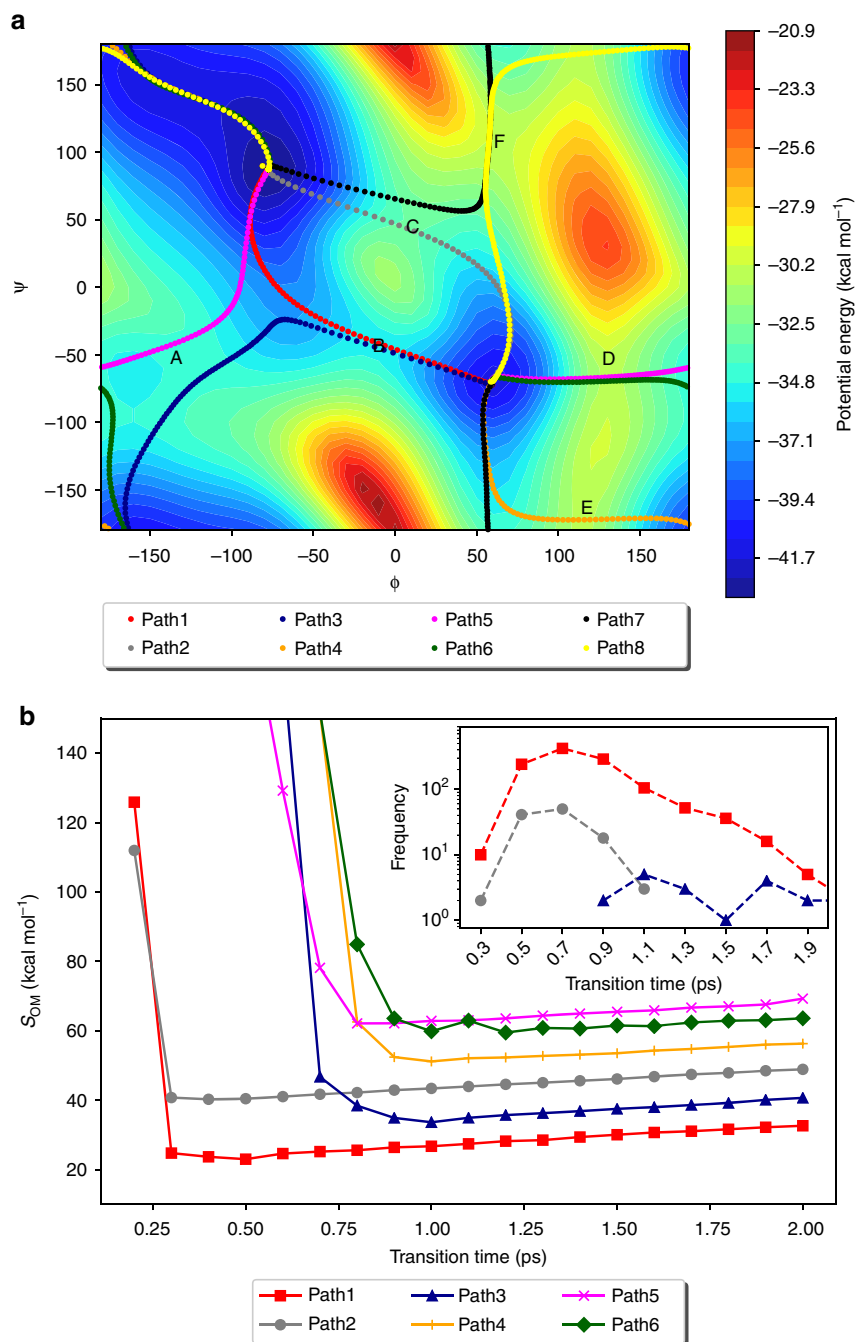 a
150
100
50
0
−50
−100
−150
ψ
A
B
C
D
E
F
−150 −100 −50 0 50 100 150
ϕ
−20.9
−23.3
−25.6
−27.9
−30.2
−32.5
−34.8
−37.1
−39.4
−41.7
Potential energy (kcal mol−1)
Path1 Path3 Path5 Path7
Path2 Path4 Path6 Path8
b
140
120
100
80
60
40
20
SOM (kcal mol−1)
0.25 0.50 0.75 1.00 1.25 1.50 1.75 2.00
Transition time (ps)
Frequency
10²
10¹
10⁰
0.3 0.5 0.7 0.9 1.1 1.3 1.5 1.7 1.9
Transition time (ps)
Path1 Path3 Path5
Path2 Path4 Path6